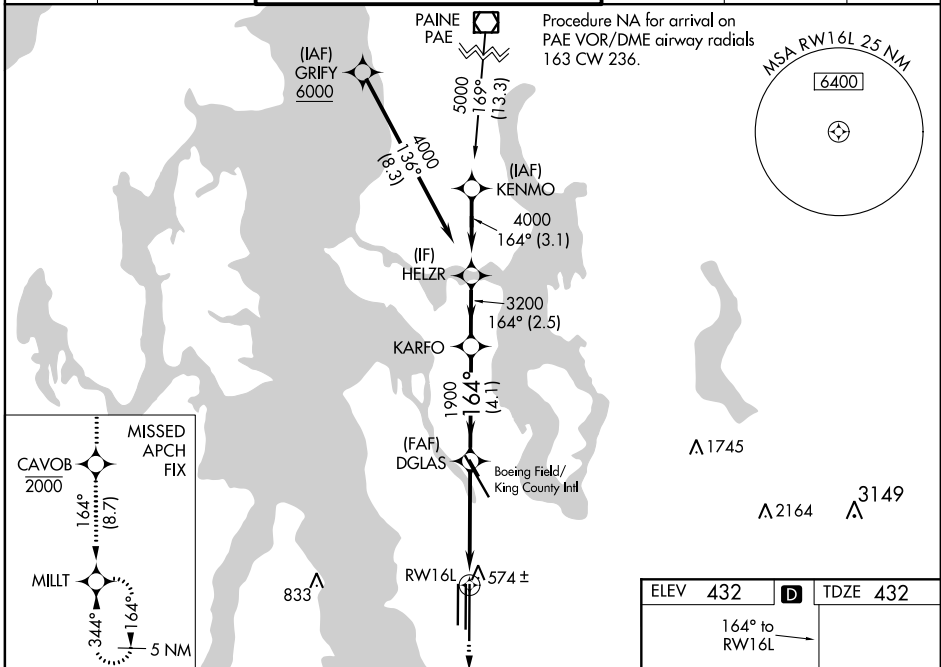 PAINE
PAE
Procedure NA for arrival on
PAE VOR/DME airway radials
163 CW 236.
MSA RW16L 25 NM
6400
(IAF)
GRIFY
6000
5000
169°
(13.3)
4000
136°
(8.3)
(IAF)
KENMO
4000
164° (3.1)
(IF)
HELZR
3200
164° (2.5)
KARFO
1900
164°
(4.1)
(FAF)
DGLAS
Boeing Field/
King County Intl
1745
2164
3149
MISSED
APCH
FIX
CAVOB
2000
164°
(8.7)
MILLT
344°
164°
5 NM
833
RW16L
574 ±
ELEV 432 D TDZE 432
164° to
RW16L